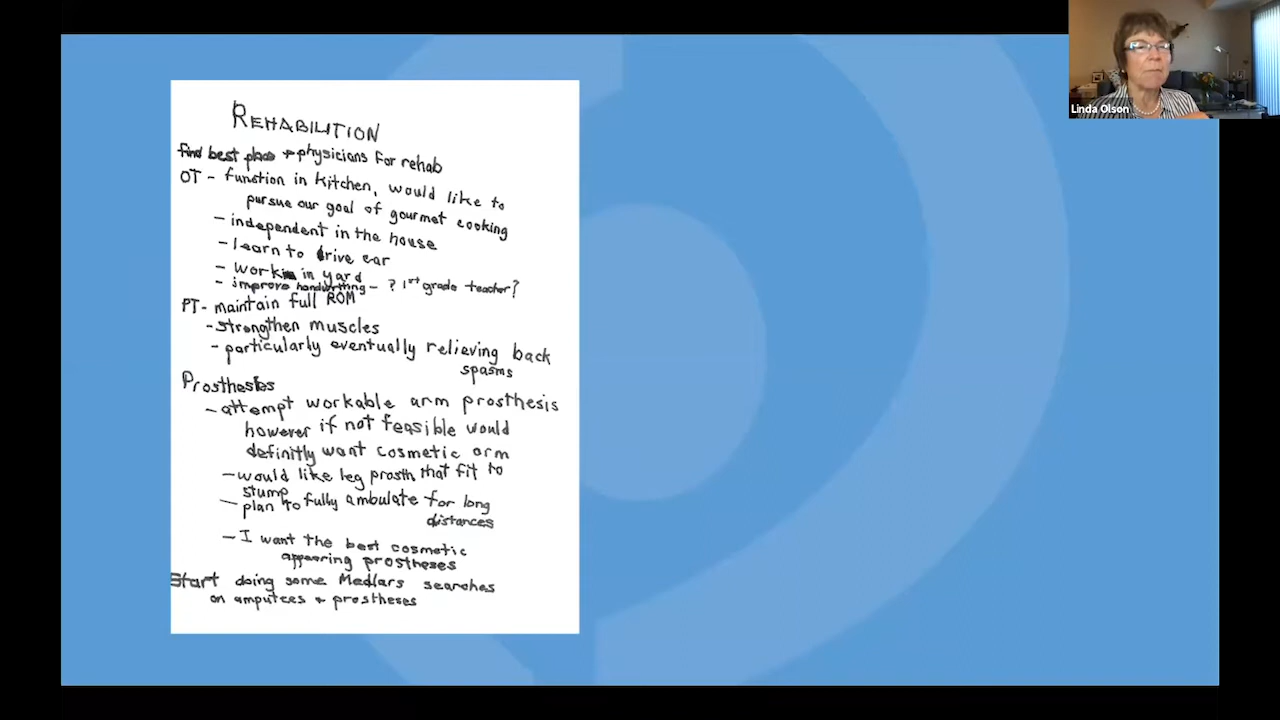 REHABILITION
find best place + physicians for rehab
OT - function in kitchen, would like to
pursue our goal of gourmet cooking
- independent in the house
- learn to drive car
- work in yard
- improve handwriting - ? 1st grade teacher?
PT - maintain full ROM
- strengthen muscles
- particularly eventually relieving back
spasms
Prostheses
- attempt workable arm prosthesis
however if not feasible would
definitly want cosmetic arm
- would like leg prosth that fit to
stump
- plan to fully ambulate for long
distances
- I want the best cosmetic
appearing prostheses
Start doing some Medlars searches
on amputees + prostheses
Linda Olson